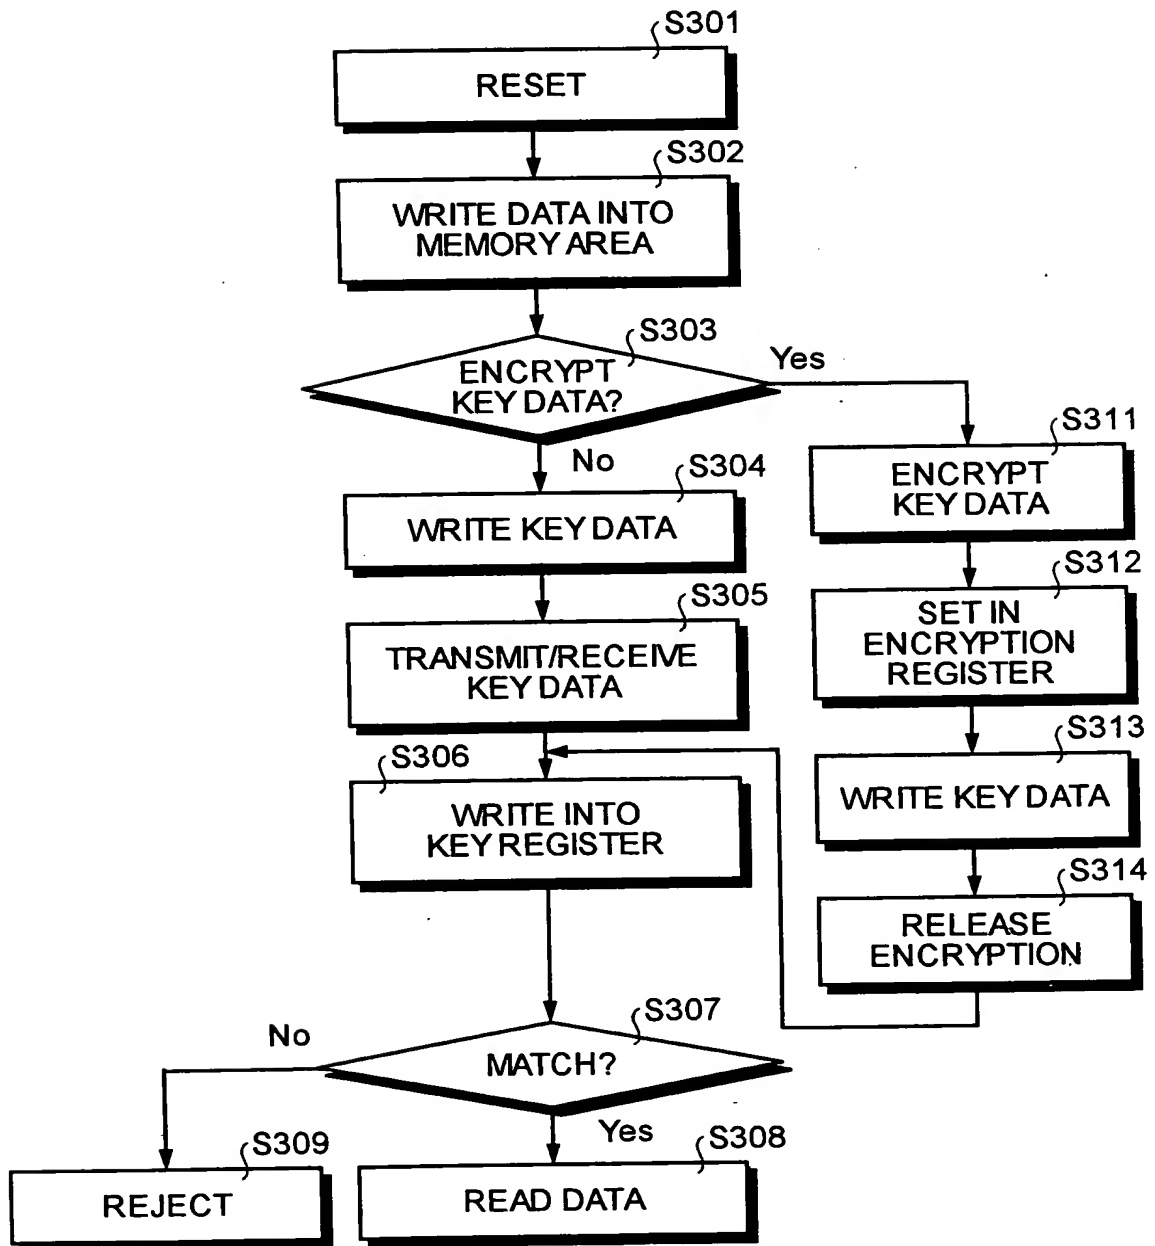 S301
RESET
S302
WRITE DATA INTO
MEMORY AREA
S303
ENCRYPT
KEY DATA?
Yes
No
S304
WRITE KEY DATA
S305
TRANSMIT/RECEIVE
KEY DATA
S306
WRITE INTO
KEY REGISTER
S311
ENCRYPT
KEY DATA
S312
SET IN
ENCRYPTION
REGISTER
S313
WRITE KEY DATA
S314
RELEASE
ENCRYPTION
S307
MATCH?
No
Yes
S309
REJECT
S308
READ DATA